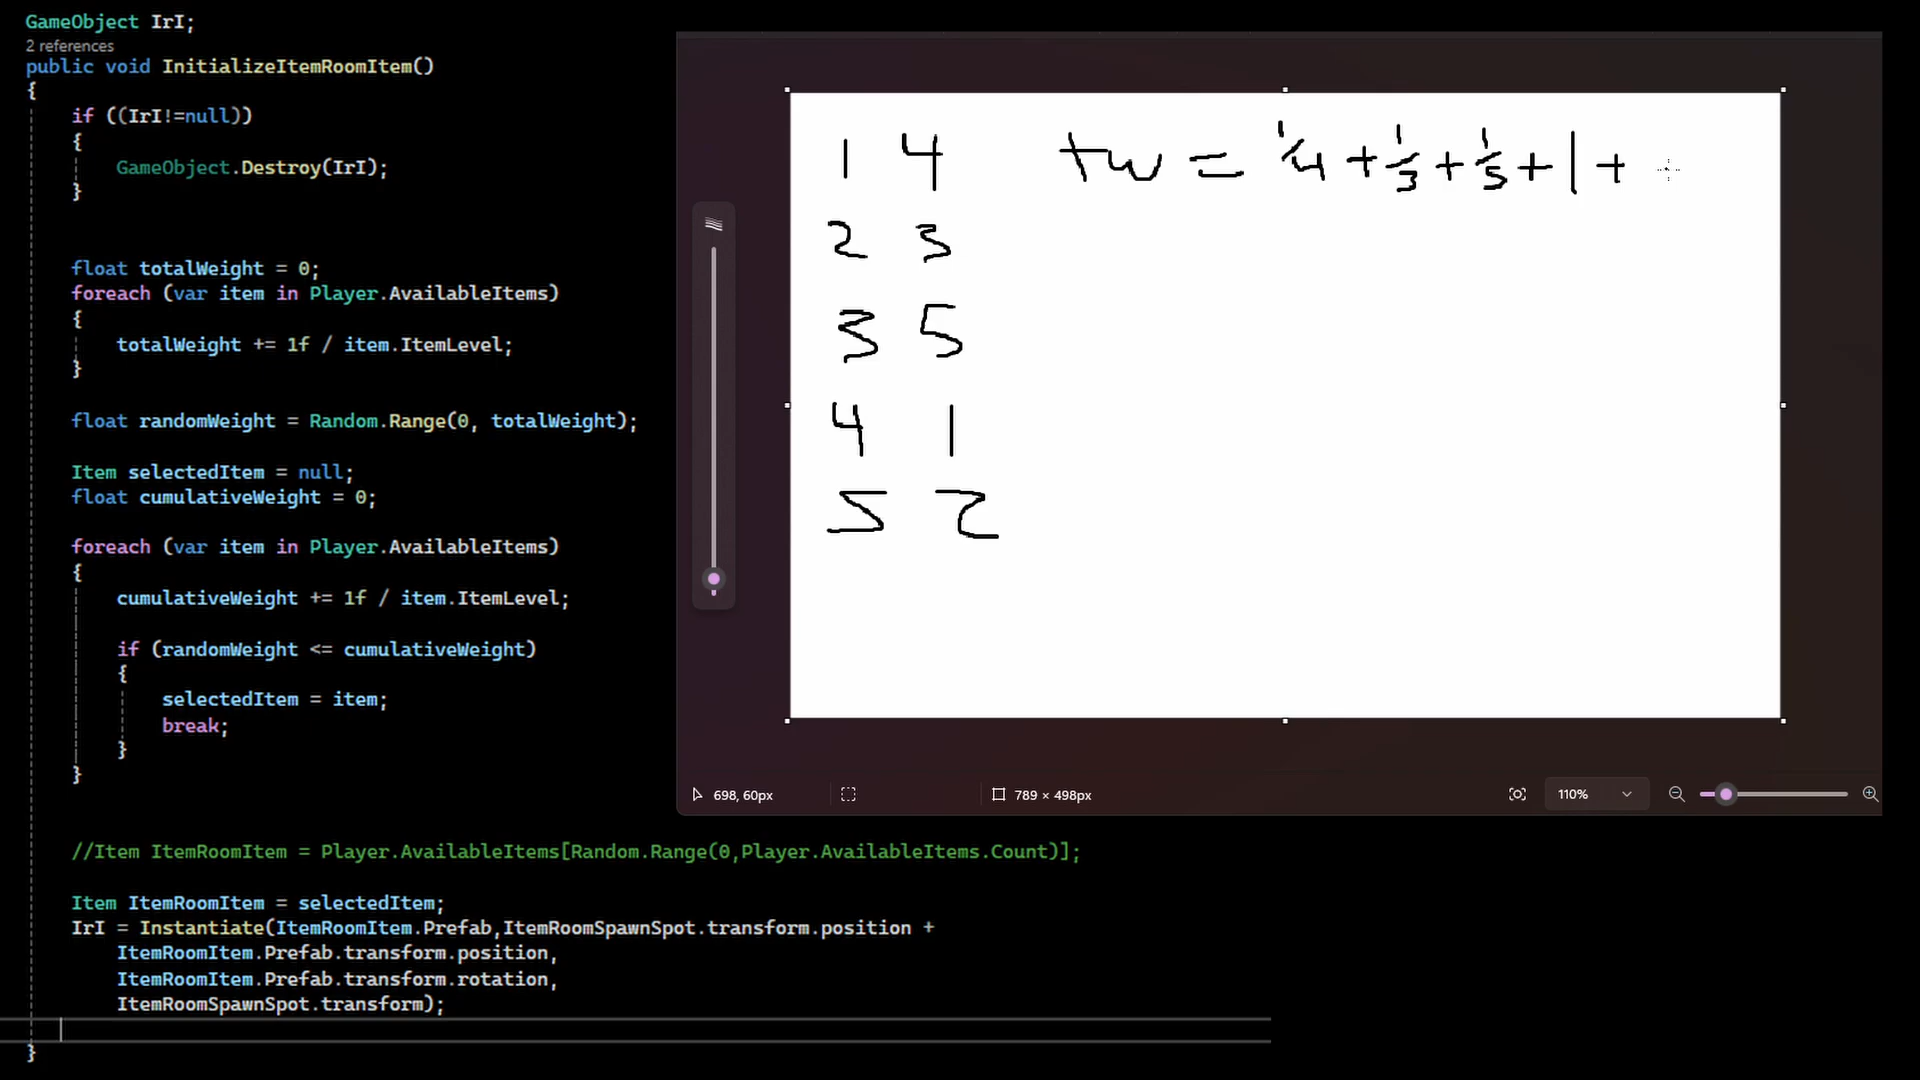 GameObject IrI;
2 references
public void InitializeItemRoomItem()
{
if ((IrI!=null))
{
GameObject.Destroy(IrI);
}
float totalWeight = 0;
foreach (var item in Player.AvailableItems)
{
totalWeight += 1f / item.ItemLevel;
}
float randomWeight = Random.Range(0, totalWeight);
Item selectedItem = null;
float cumulativeWeight = 0;
foreach (var item in Player.AvailableItems)
{
cumulativeWeight += 1f / item.ItemLevel;
if (randomWeight <= cumulativeWeight)
{
selectedItem = item;
break;
}
}
//Item ItemRoomItem = Player.AvailableItems[Random.Range(0,Player.AvailableItems.Count)];
Item ItemRoomItem = selectedItem;
IrI = Instantiate(ItemRoomItem.Prefab,ItemRoomSpawnSpot.transform.position +
ItemRoomItem.Prefab.transform.position,
ItemRoomItem.Prefab.transform.rotation,
ItemRoomSpawnSpot.transform);
}
1 4 tw = 1/4 + 1/3 + 1/5 + 1 +
2 3
3 5
4 1
5 2
698, 60px
789 × 498px
110%